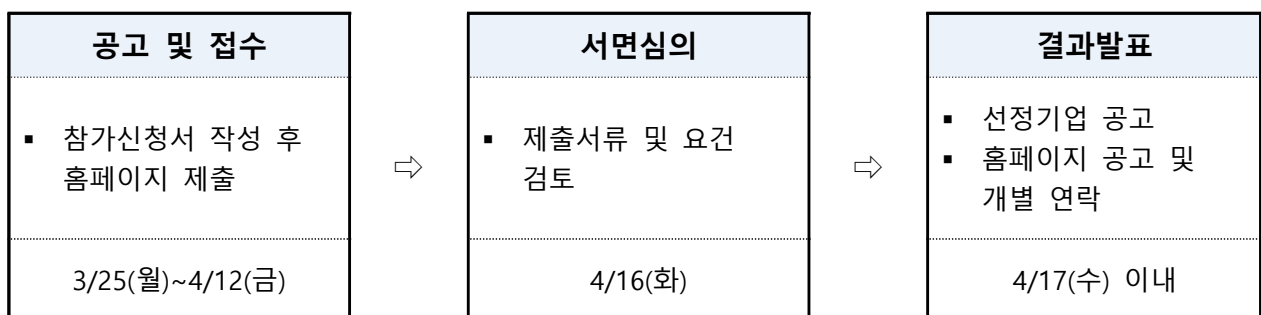 공고 및 접수
▪ 참가신청서 작성 후
홈페이지 제출
3/25(월)~4/12(금)
⇨
서면심의
▪ 제출서류 및 요건
검토
4/16(화)
⇨
결과발표
▪ 선정기업 공고
▪ 홈페이지 공고 및
개별 연락
4/17(수) 이내